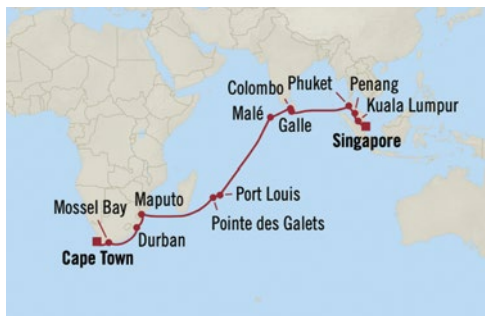 Colombo
Phuket
Penang
Kuala Lumpur
Malé
Galle
Singapore
Mossel Bay
Maputo
Port Louis
Pointe des Galets
Durban
Cape Town